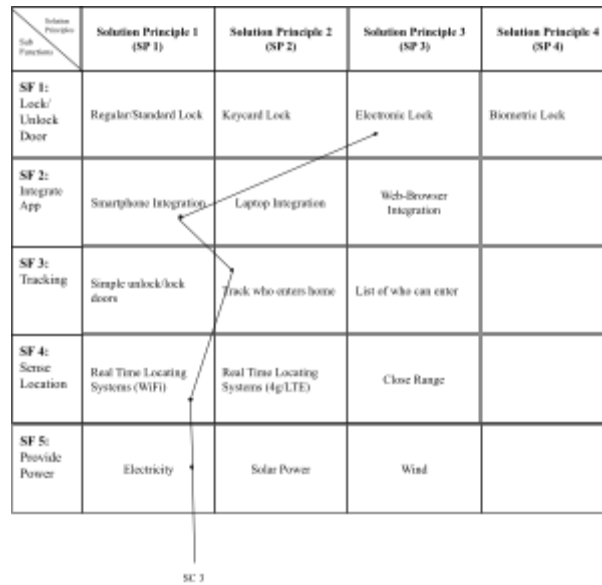 Solution
Principles
Sub
Functions
Solution Principle 1
(SP 1)
Solution Principle 2
(SP 2)
Solution Principle 3
(SP 3)
Solution Principle 4
(SP 4)
SF 1:
Lock/
Unlock
Door
Regular/Standard Lock
Keycard Lock
Electronic Lock
Biometric Lock
SF 2:
Integrate
App
Smartphone Integration
Laptop Integration
Web-Browser
Integration
SF 3:
Tracking
Simple unlock/lock
doors
Track who enters home
List of who can enter
SF 4:
Sense
Location
Real Time Locating
Systems (WiFi)
Real Time Locating
Systems (4g/LTE)
Close Range
SF 5:
Provide
Power
Electricity
Solar Power
Wind
SC 3